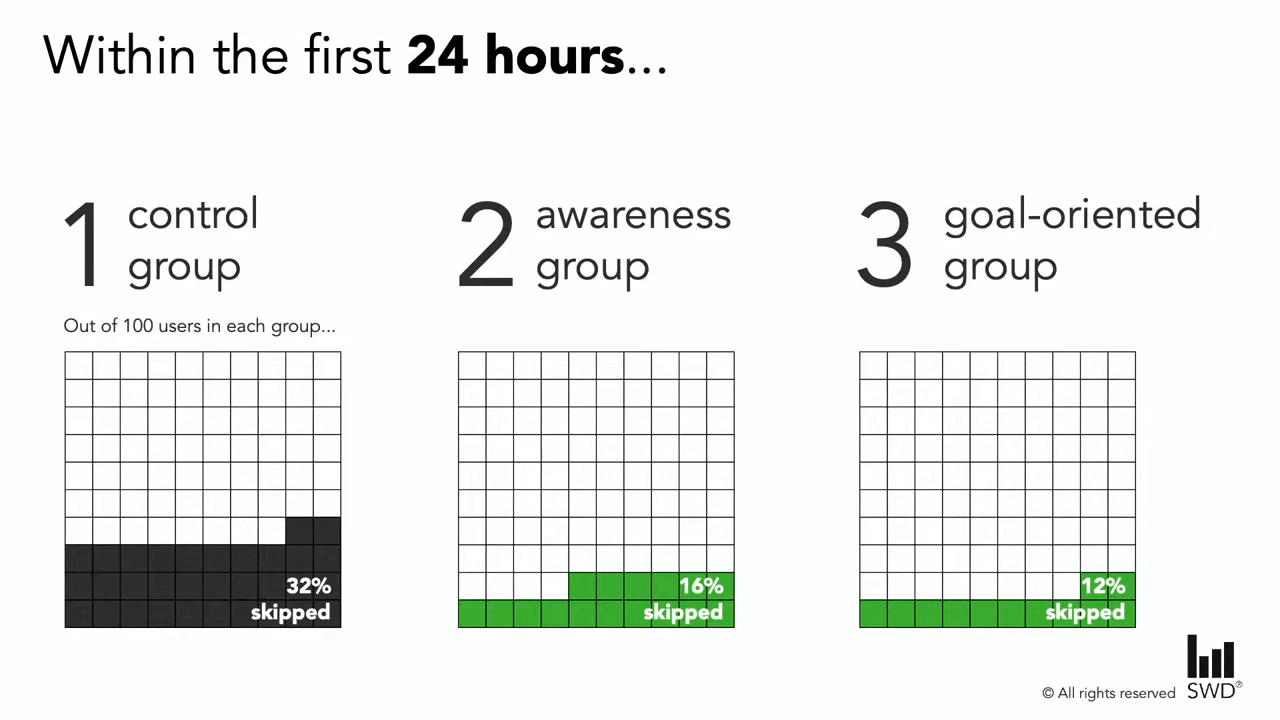 Within the first 24 hours...
1 control group
2 awareness group
3 goal-oriented group
Out of 100 users in each group...
32%
skipped
16%
skipped
12%
skipped
© All rights reserved
SWD®